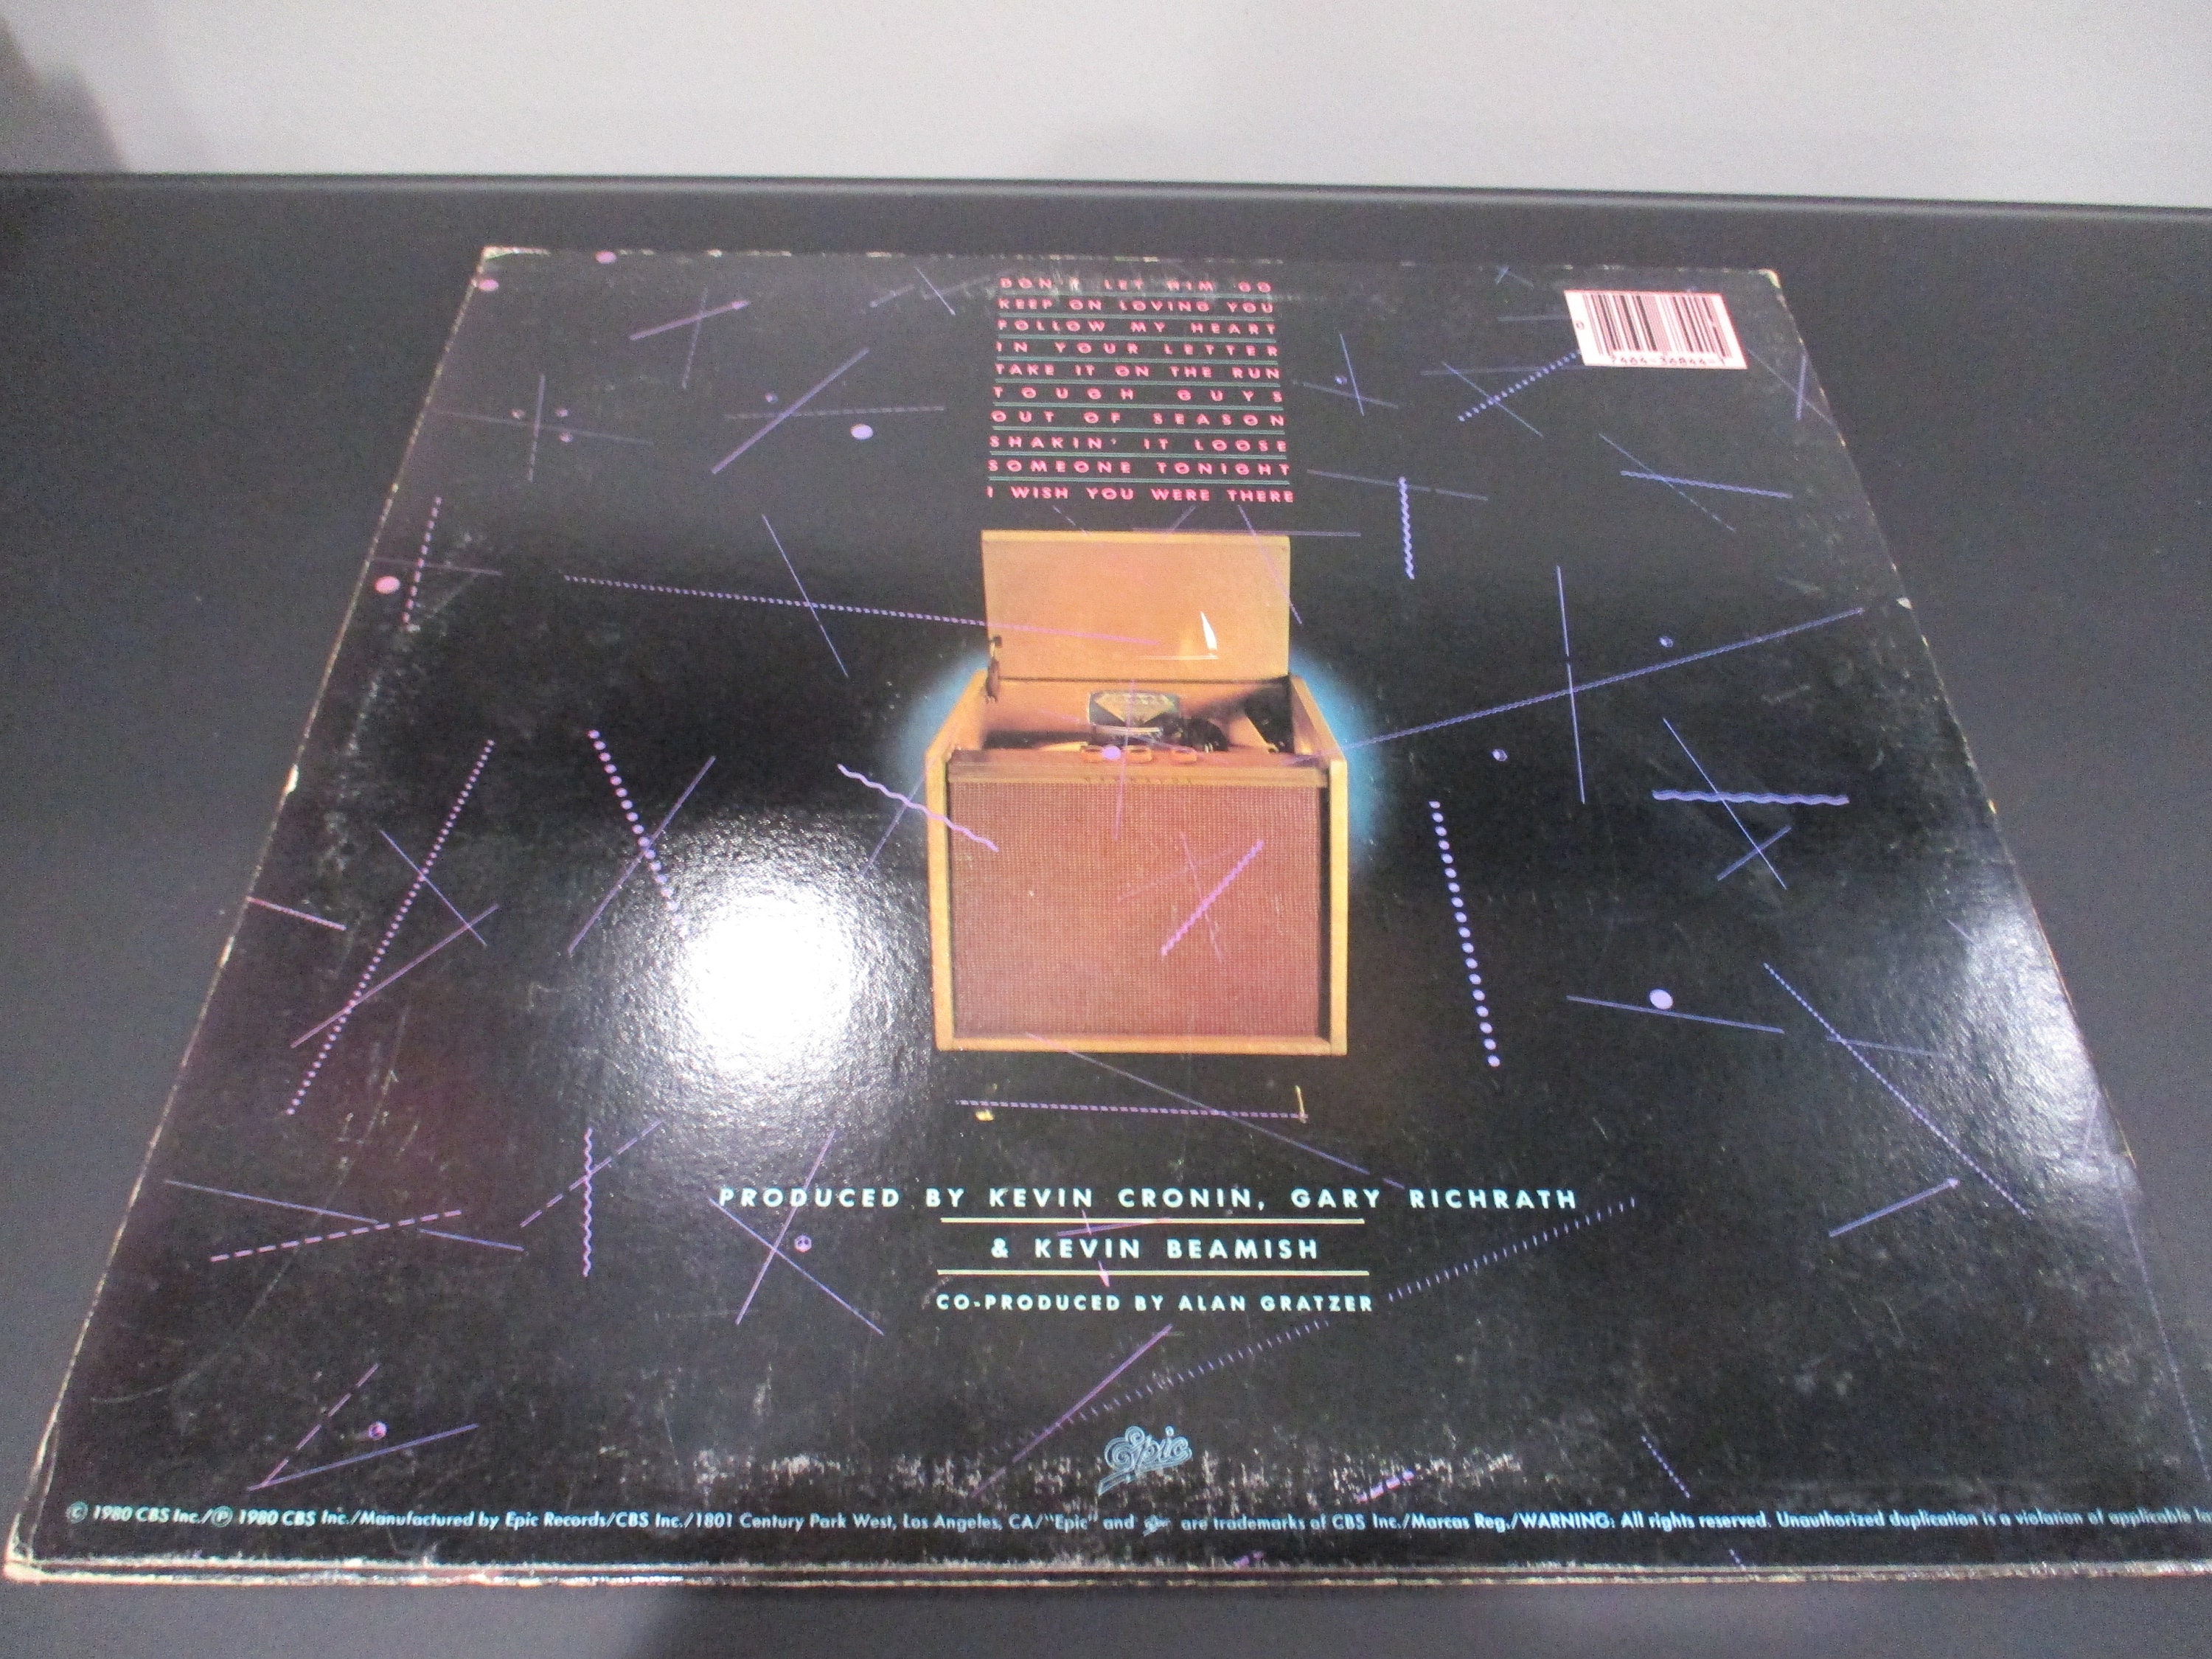 DON'T LET HIM GO
KEEP ON LOVING YOU
FOLLOW MY HEART
IN YOUR LETTER
TAKE IT ON THE RUN
TOUGH GUYS
OUT OF SEASON
SHAKIN' IT LOOSE
SOMEONE TONIGHT
I WISH YOU WERE THERE
PRODUCED BY KEVIN CRONIN, GARY RICHRATH
& KEVIN BEAMISH
CO-PRODUCED BY ALAN GRATZER
Epic
© 1980 CBS Inc./℗ 1980 CBS Inc./Manufactured by Epic Records/CBS Inc./1801 Century Park West, Los Angeles, CA/"Epic" and are trademarks of CBS Inc./Marcas Reg./WARNING: All rights reserved. Unauthorized duplication is a violation of applicable